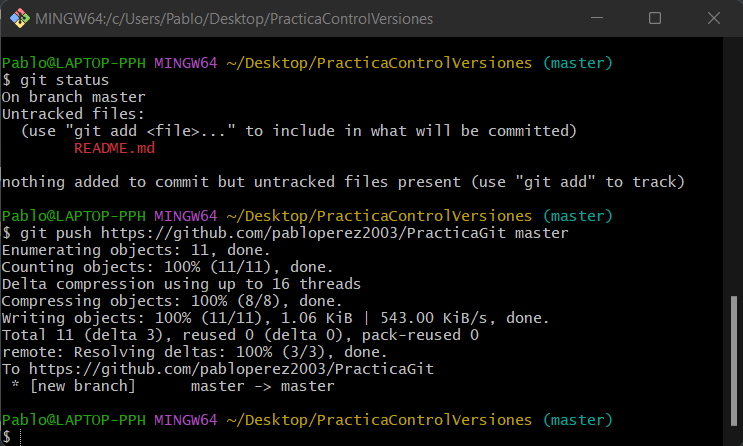 MINGW64:/c/Users/Pablo/Desktop/PracticaControlVersiones
Pablo@LAPTOP-PPH MINGW64 ~/Desktop/PracticaControlVersiones (master)
$ git status
On branch master
Untracked files:
  (use "git add <file>..." to include in what will be committed)
        README.md
nothing added to commit but untracked files present (use "git add" to track)
Pablo@LAPTOP-PPH MINGW64 ~/Desktop/PracticaControlVersiones (master)
$ git push https://github.com/pabloperez2003/PracticaGit master
Enumerating objects: 11, done.
Counting objects: 100% (11/11), done.
Delta compression using up to 16 threads
Compressing objects: 100% (8/8), done.
Writing objects: 100% (11/11), 1.06 KiB | 543.00 KiB/s, done.
Total 11 (delta 3), reused 0 (delta 0), pack-reused 0
remote: Resolving deltas: 100% (3/3), done.
To https://github.com/pabloperez2003/PracticaGit
 * [new branch]      master -> master
Pablo@LAPTOP-PPH MINGW64 ~/Desktop/PracticaControlVersiones (master)
$